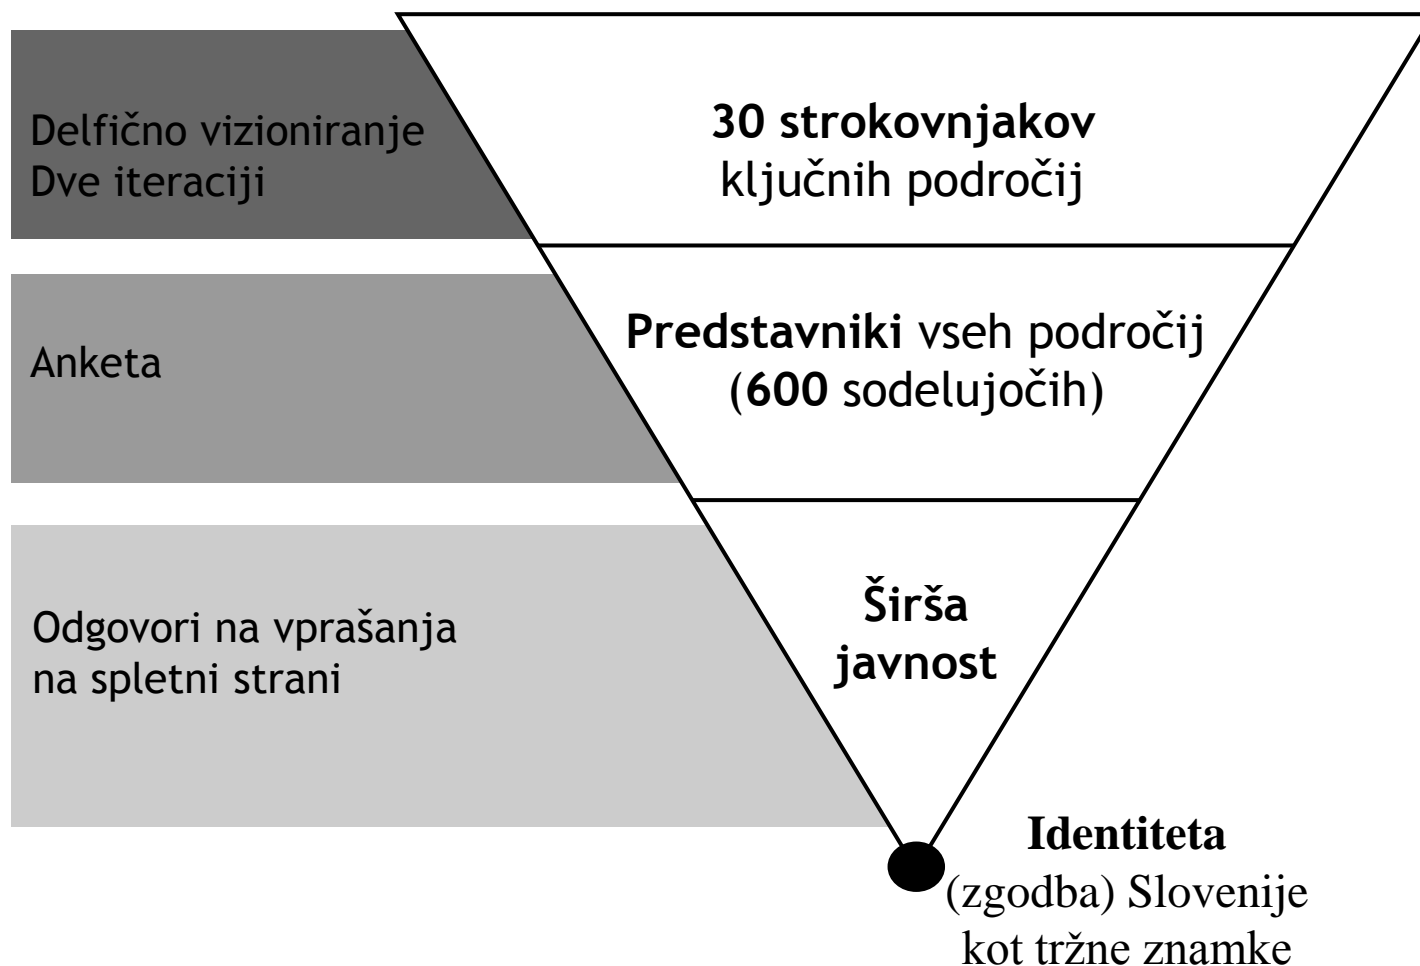 Delfično vizioniranje
Dve iteraciji
30 strokovnjakov
ključnih področij
Anketa
Predstavniki vseh področij
(600 sodelujočih)
Odgovori na vprašanja
na spletni strani
Širša
javnost
Identiteta
(zgodba) Slovenije
kot tržne znamke